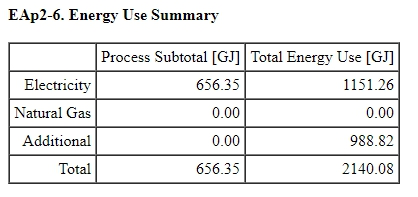 EAp2-6. Energy Use Summary
Process Subtotal [GJ] Total Energy Use [GJ]
Electricity 656.35 1151.26
Natural Gas 0.00 0.00
Additional 0.00 988.82
Total 656.35 2140.08